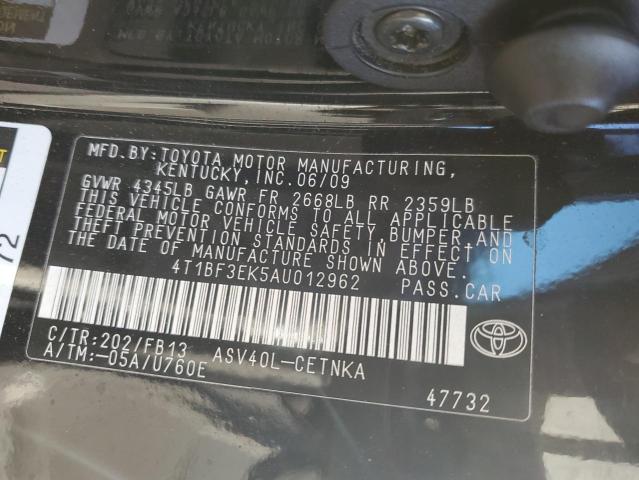 MFD.BY:TOYOTA MOTOR MANUFACTURING,
KENTUCKY,INC.06/09
GVWR 4345LB GAWR FR 2668LB RR 2359LB
THIS VEHICLE CONFORMS TO ALL APPLICABLE
FEDERAL MOTOR VEHICLE SAFETY,BUMPER AND
THEFT PREVENTION STANDARDS IN EFFECT ON
THE DATE OF MANUFACTURE SHOWN ABOVE.
4T1BF3EK5AU012962 PASS.CAR
C/TR:202/FB13 ASV40L-CETNKA
A/TM:-05A/U760E
47732